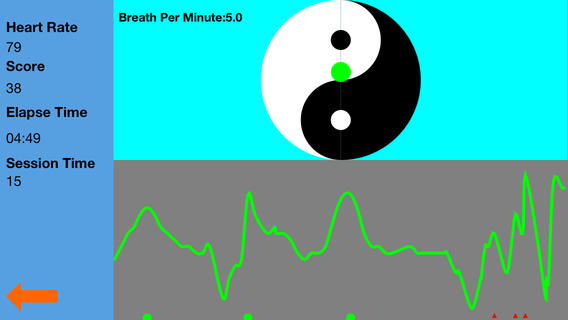 Heart Rate
79
Score
38
Elapse Time
04:49
Session Time
15
Breath Per Minute:5.0